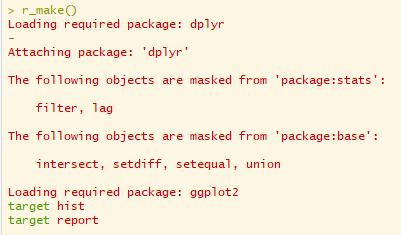 > r_make()
Loading required package: dplyr
-
Attaching package: 'dplyr'
The following objects are masked from 'package:stats':
filter, lag
The following objects are masked from 'package:base':
intersect, setdiff, setequal, union
Loading required package: ggplot2
target hist
target report